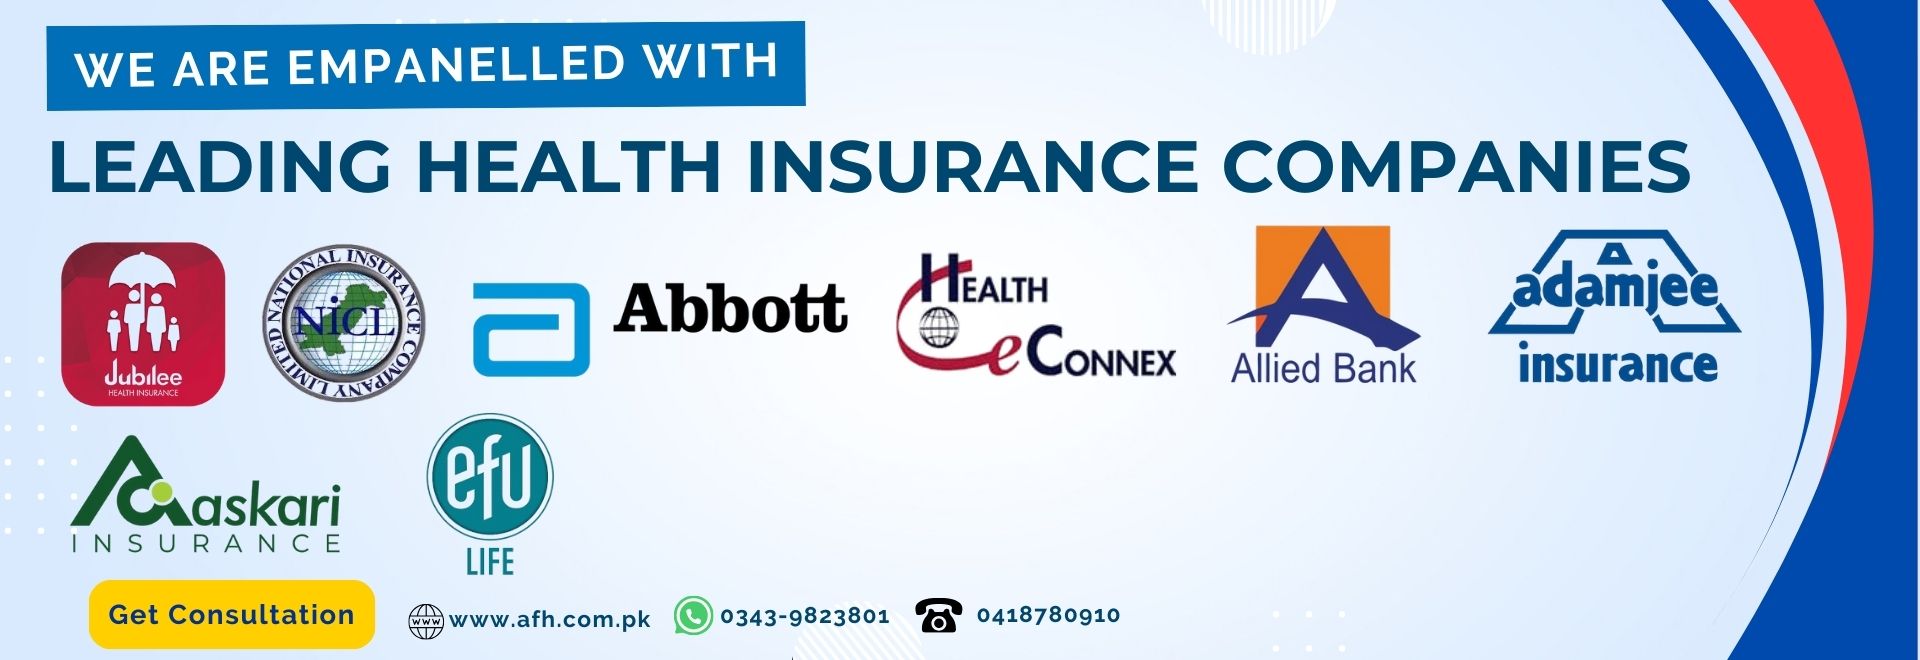 WE ARE EMPANELLED WITH
LEADING HEALTH INSURANCE COMPANIES
Jubilee
HEALTH INSURANCE
NATIONAL INSURANCE COMPANY LIMITED
NICL
Abbott
HEALTH
eCONNEX
Allied Bank
adamjee
insurance
askari
INSURANCE
efu
LIFE
Get Consultation
www
www.afh.com.pk
0343-9823801
0418780910